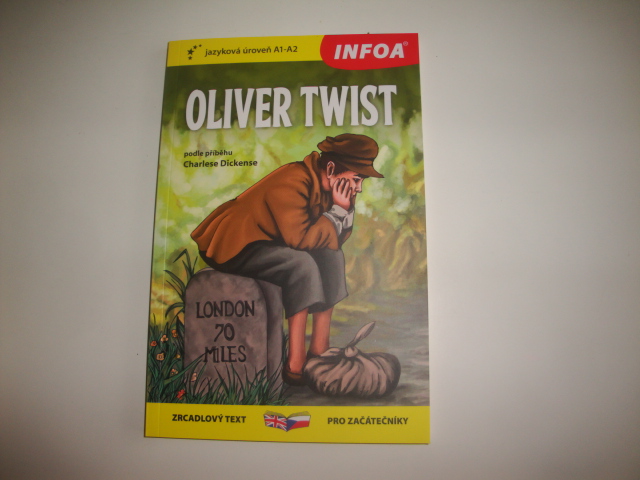 jazyková úroveň A1-A2
INFOA®
OLIVER TWIST
podle příběhu
Charlese Dickense
LONDON
70
MILES
ZRCADLOVÝ TEXT
PRO ZAČÁTEČNÍKY